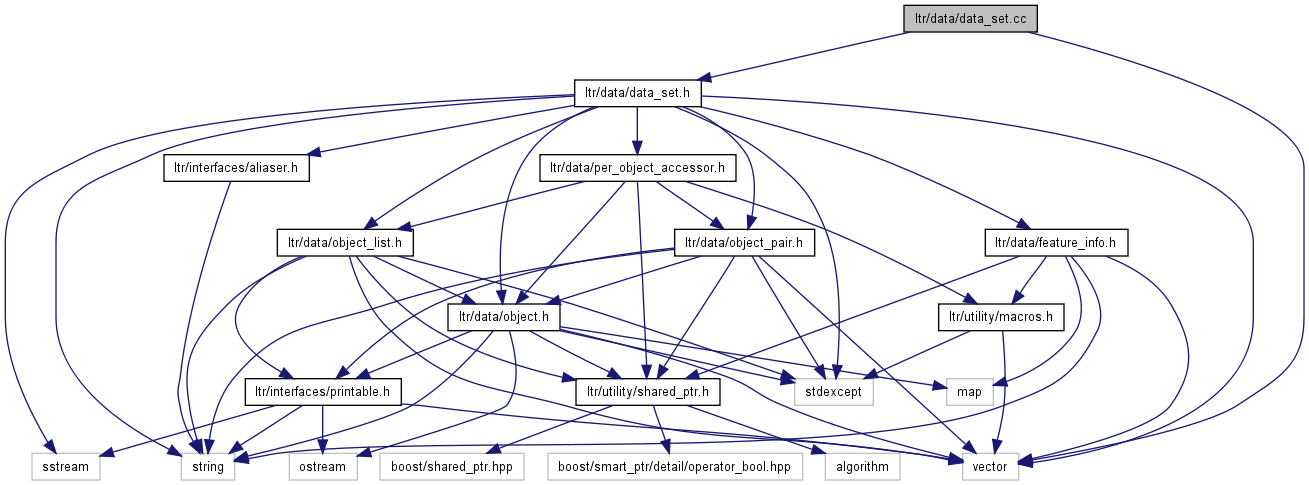 ltr/data/data_set.cc
ltr/data/data_set.h
ltr/interfaces/aliaser.h
ltr/data/per_object_accessor.h
ltr/data/object_list.h
ltr/data/object_pair.h
ltr/data/feature_info.h
ltr/data/object.h
ltr/utility/macros.h
ltr/interfaces/printable.h
ltr/utility/shared_ptr.h
stdexcept
map
sstream
string
ostream
boost/shared_ptr.hpp
boost/smart_ptr/detail/operator_bool.hpp
algorithm
vector